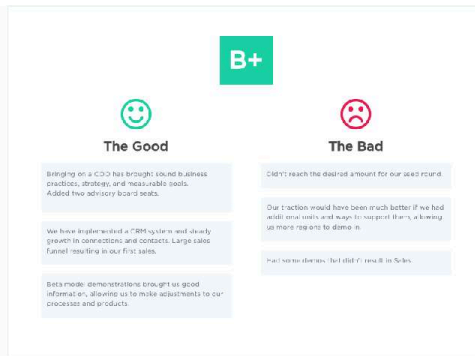 B+
The Good
Bringing on a COO has brought sound business
practices, strategy, and measurable goals.
Added two advisory board seats.
We have implemented a CRM system and steady
growth in connections and contacts. Large sales
funnel resulting in our first sales.
Beta model demonstrations brought us good
information, allowing us to make adjustments to our
processes and products.
The Bad
Didn't reach the desired amount for our seed round.
Our traction would have been much better if we had
additional units and ways to support them, allowing
us more regions to demo in.
Had some demos that didn't result in Sales.